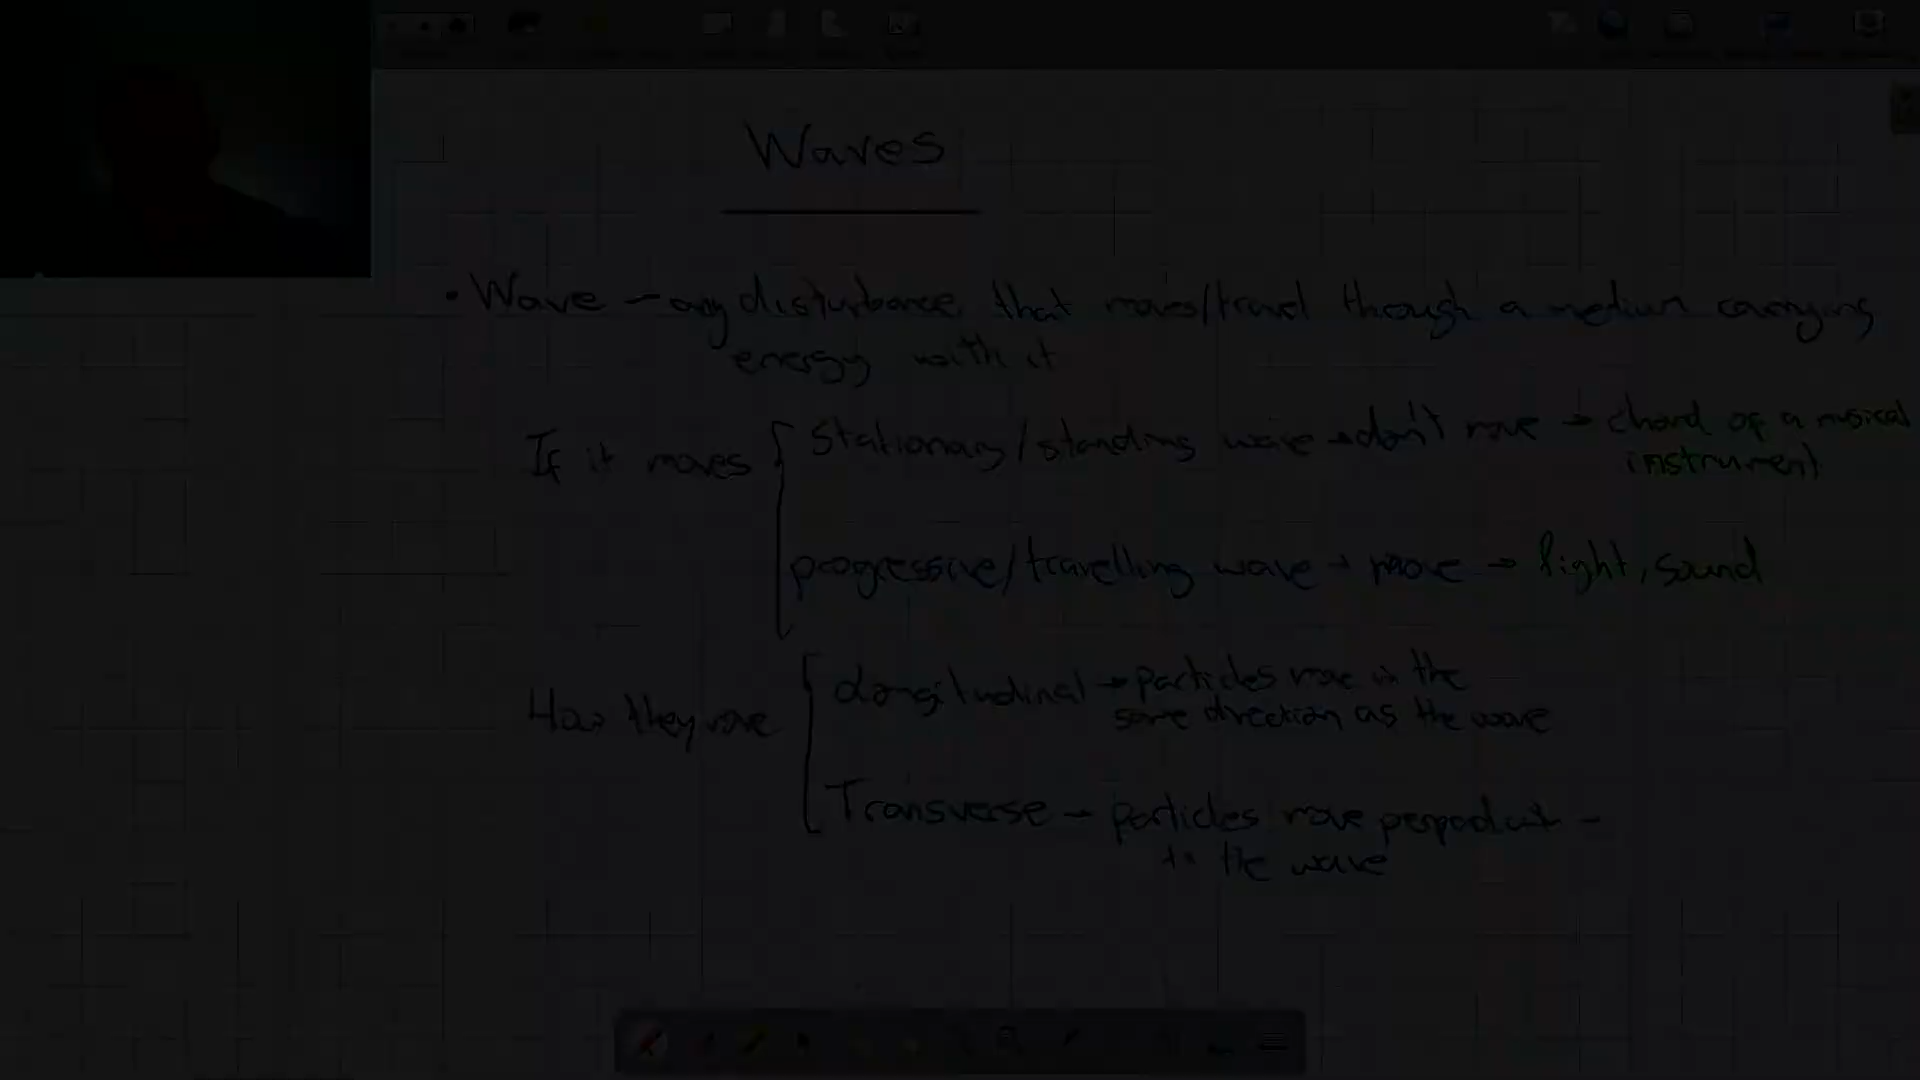 Waves
• Wave – any disturbance that moves/travel through a medium carrying
energy with it
If it moves
Stationary/standing wave → don't move → chord of a musical
instrument
progressive/travelling wave → move → light, sound
How they move
Longitudinal → particles move in the
same direction as the wave
Transverse – particles move
to the wave